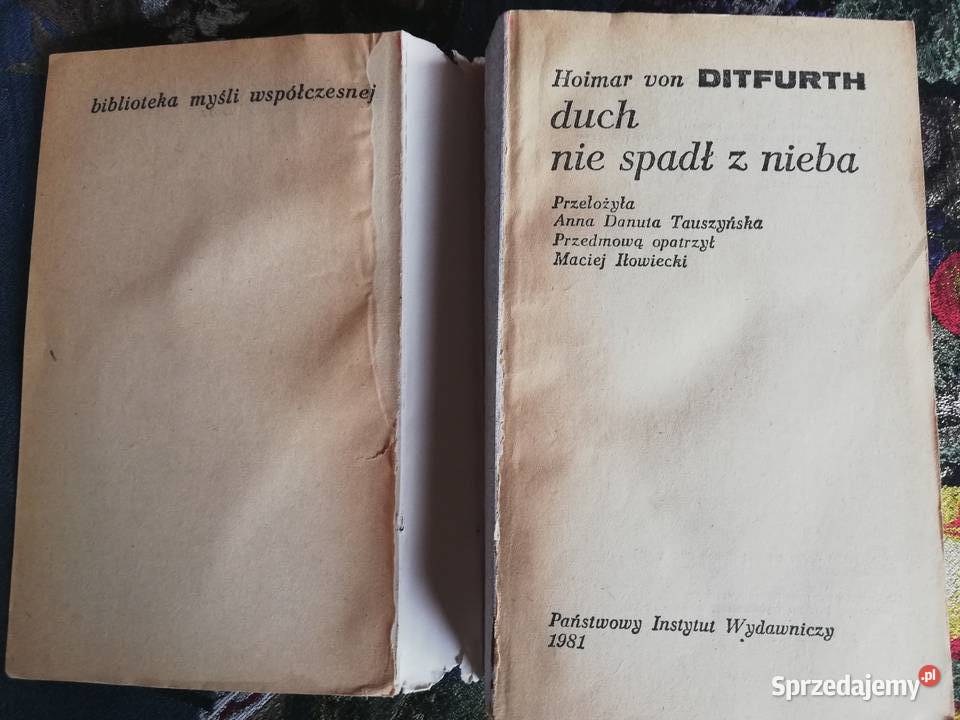 biblioteka myśli współczesnej
Hoimar von DITFURTH
duch
nie spadł z nieba
Przełożyła
Anna Danuta Tauszyńska
Przedmową opatrzył
Maciej Iłowiecki
Państwowy Instytut Wydawniczy
1981
Sprzedajemy.pl